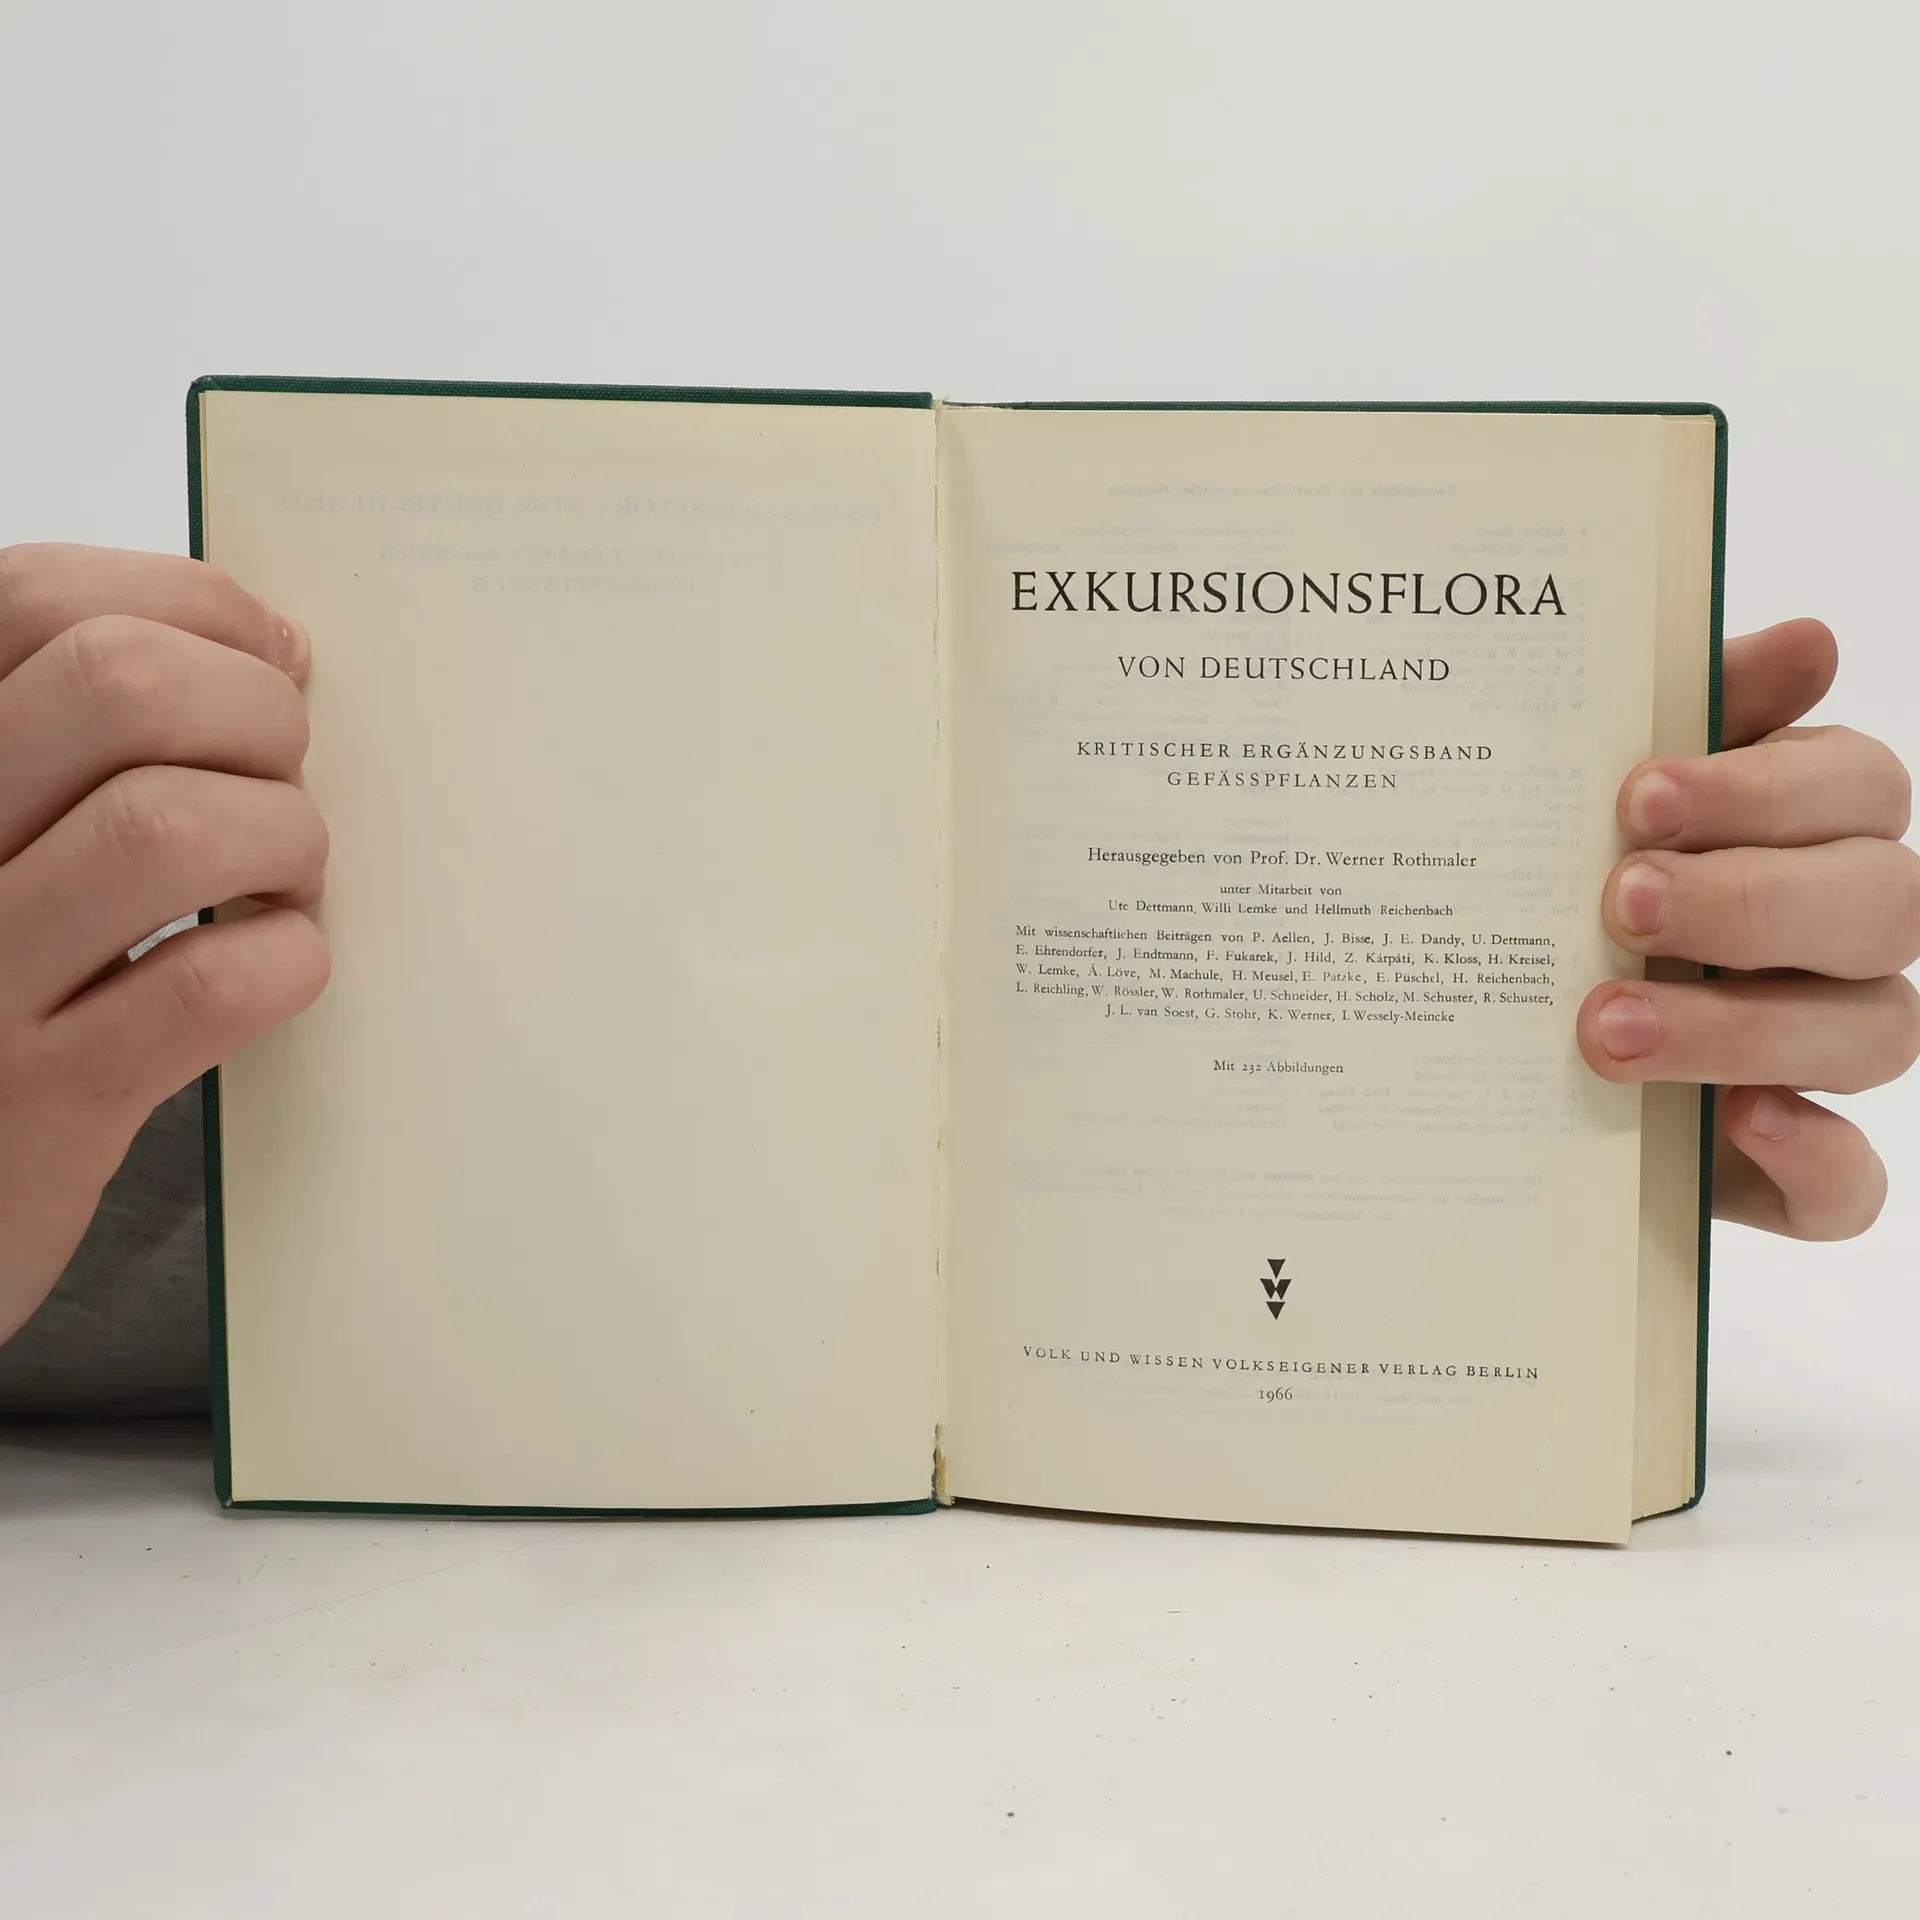 EXKURSIONSFLORA
VON DEUTSCHLAND
KRITISCHER ERGÄNZUNGSBAND
GEFÄSSPFLANZEN
Herausgegeben von Prof. Dr. Werner Rothmaler
unter Mitarbeit von
Ute Dettmann, Willi Lemke und Hellmuth Reichenbach
Mit wissenschaftlichen Beiträgen von P. Aellen, J. Bisse, J. E. Dandy, U. Dettmann,
E. Ehrendorfer, J. Endtmann, F. Fukarek, J. Hild, Z. Kárpáti, K. Kloss, H. Kreisel,
W. Lemke, Á. Löve, M. Machule, H. Meusel, E. Patzke, E. Püschel, H. Reichenbach,
L. Reichling, W. Rössler, W. Rothmaler, U. Schneider, H. Scholz, M. Schuster, R. Schuster,
J. L. van Soest, G. Stohr, K. Werner, I. Wessely-Meincke
Mit 232 Abbildungen
VOLK UND WISSEN VOLKSEIGENER VERLAG BERLIN
1966